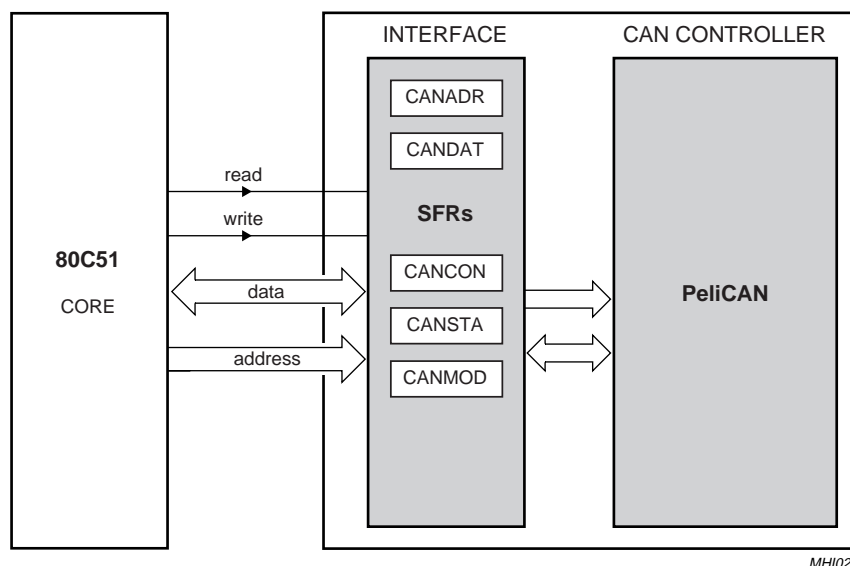 INTERFACE
CAN CONTROLLER
CANADR
CANDAT
read
write
SFRs
80C51
CORE
CANCON
data
PeliCAN
CANSTA
address
CANMOD